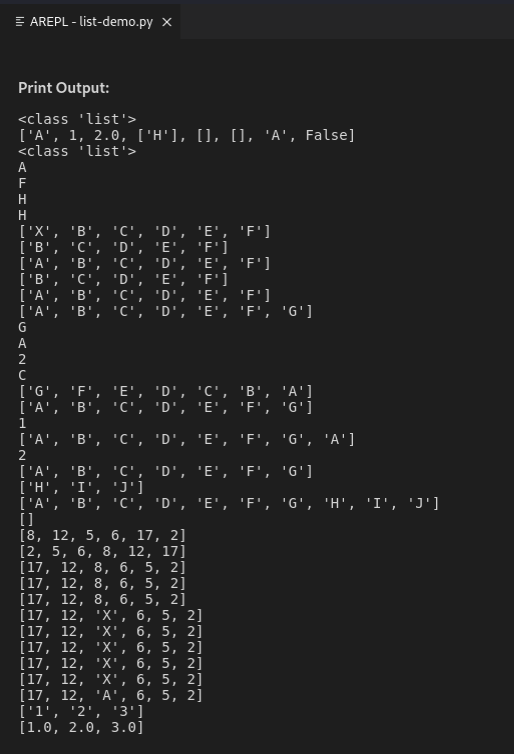 AREPL - list-demo.py
Print Output:
<class 'list'>
['A', 1, 2.0, ['H'], [], [], 'A', False]
<class 'list'>
A
F
H
H
['X', 'B', 'C', 'D', 'E', 'F']
['B', 'C', 'D', 'E', 'F']
['A', 'B', 'C', 'D', 'E', 'F']
['B', 'C', 'D', 'E', 'F']
['A', 'B', 'C', 'D', 'E', 'F']
['A', 'B', 'C', 'D', 'E', 'F', 'G']
G
A
2
C
['G', 'F', 'E', 'D', 'C', 'B', 'A']
['A', 'B', 'C', 'D', 'E', 'F', 'G']
1
['A', 'B', 'C', 'D', 'E', 'F', 'G', 'A']
2
['A', 'B', 'C', 'D', 'E', 'F', 'G']
['H', 'I', 'J']
['A', 'B', 'C', 'D', 'E', 'F', 'G', 'H', 'I', 'J']
[]
[8, 12, 5, 6, 17, 2]
[2, 5, 6, 8, 12, 17]
[17, 12, 8, 6, 5, 2]
[17, 12, 8, 6, 5, 2]
[17, 12, 8, 6, 5, 2]
[17, 12, 'X', 6, 5, 2]
[17, 12, 'X', 6, 5, 2]
[17, 12, 'X', 6, 5, 2]
[17, 12, 'X', 6, 5, 2]
[17, 12, 'X', 6, 5, 2]
[17, 12, 'A', 6, 5, 2]
['1', '2', '3']
[1.0, 2.0, 3.0]